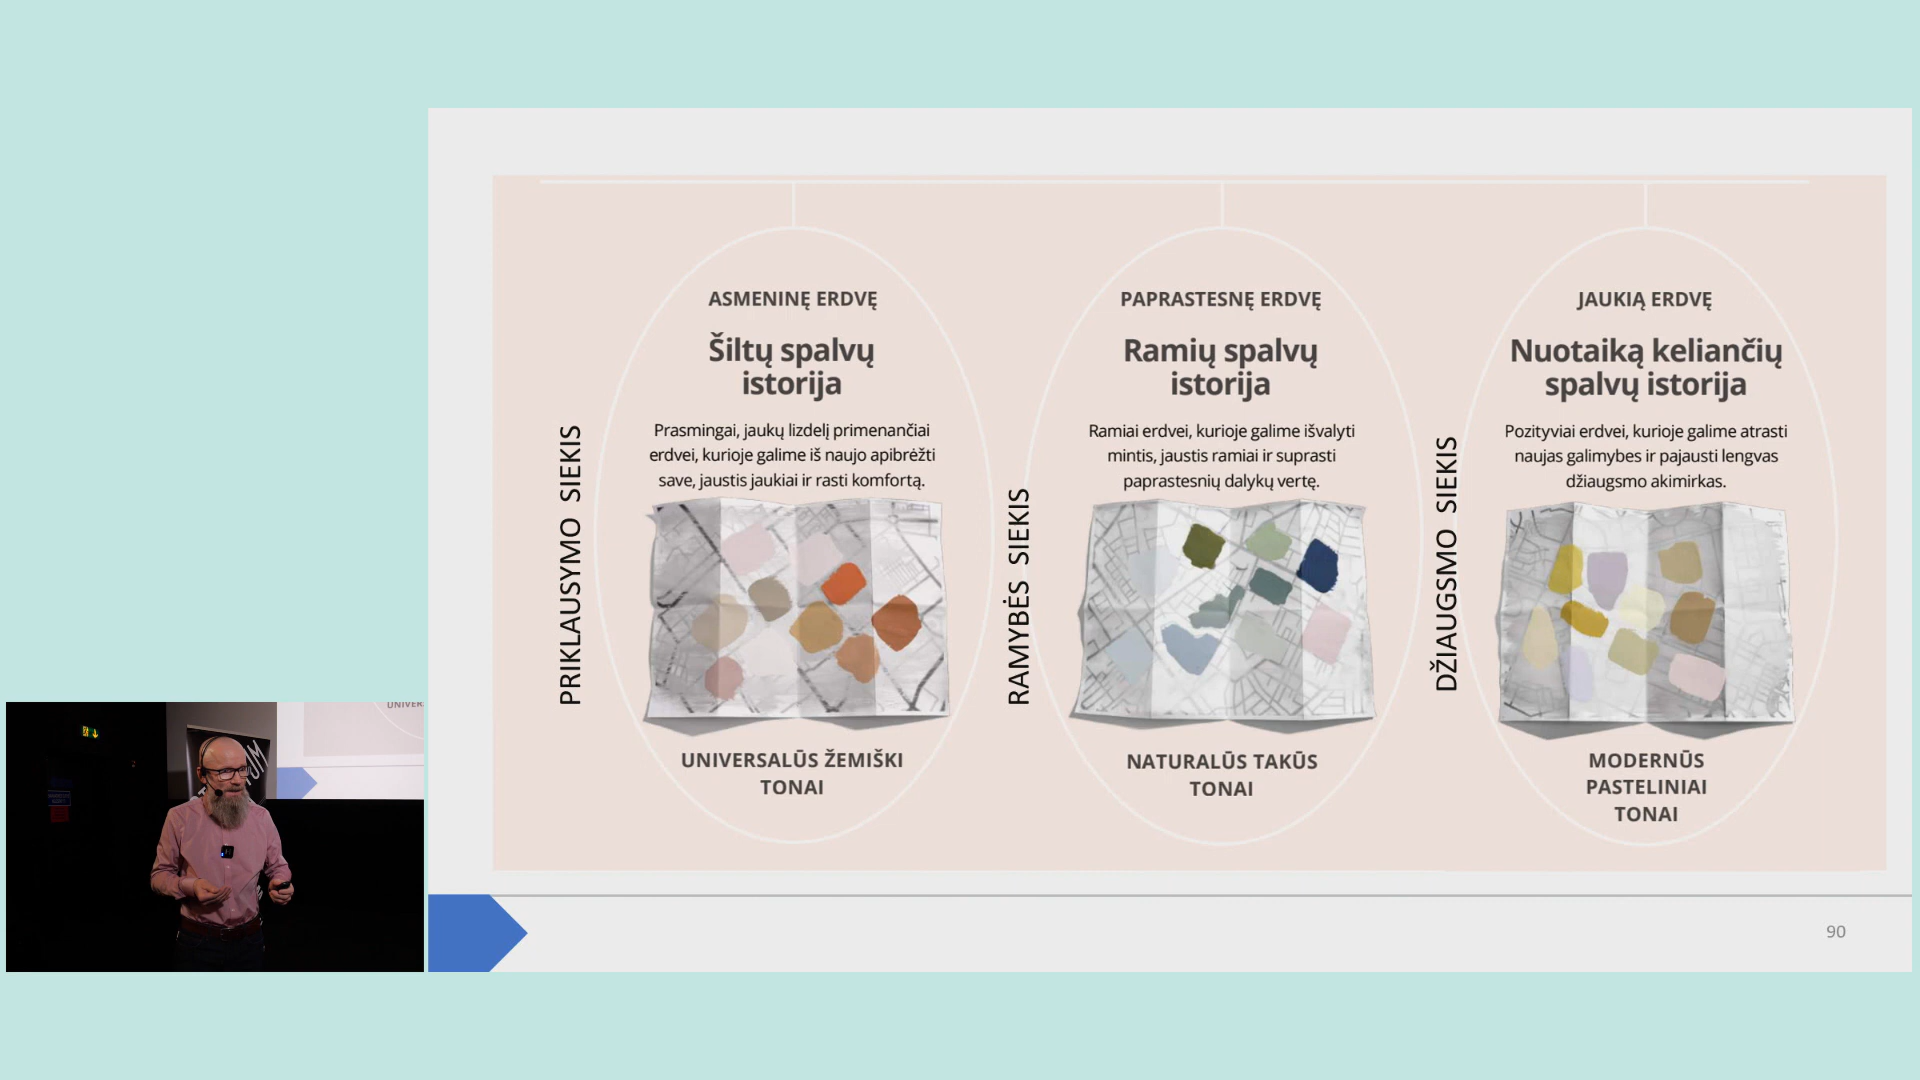 PRIKLAUSYMO SIEKIS
ASMENINĘ ERDVĘ
Šiltų spalvų
istorija
Prasmingai, jaukų lizdelį primenančiai
erdvei, kurioje galime iš naujo apibrėžti
save, jaustis jaukiai ir rasti komfortą.
UNIVERSALŪS ŽEMIŠKI
TONAI
RAMYBĖS SIEKIS
PAPRASTESNĘ ERDVĘ
Ramių spalvų
istorija
Ramiai erdvei, kurioje galime išvalyti
mintis, jaustis ramiai ir suprasti
paprastesnių dalykų vertę.
NATURALŪS TAKŪS
TONAI
DŽIAUGSMO SIEKIS
JAUKIĄ ERDVĘ
Nuotaiką keliančių
spalvų istorija
Pozityviai erdvei, kurioje galime atrasti
naujas galimybes ir pajausti lengvas
džiaugsmo akimirkas.
MODERNŪS
PASTELINIAI
TONAI
90